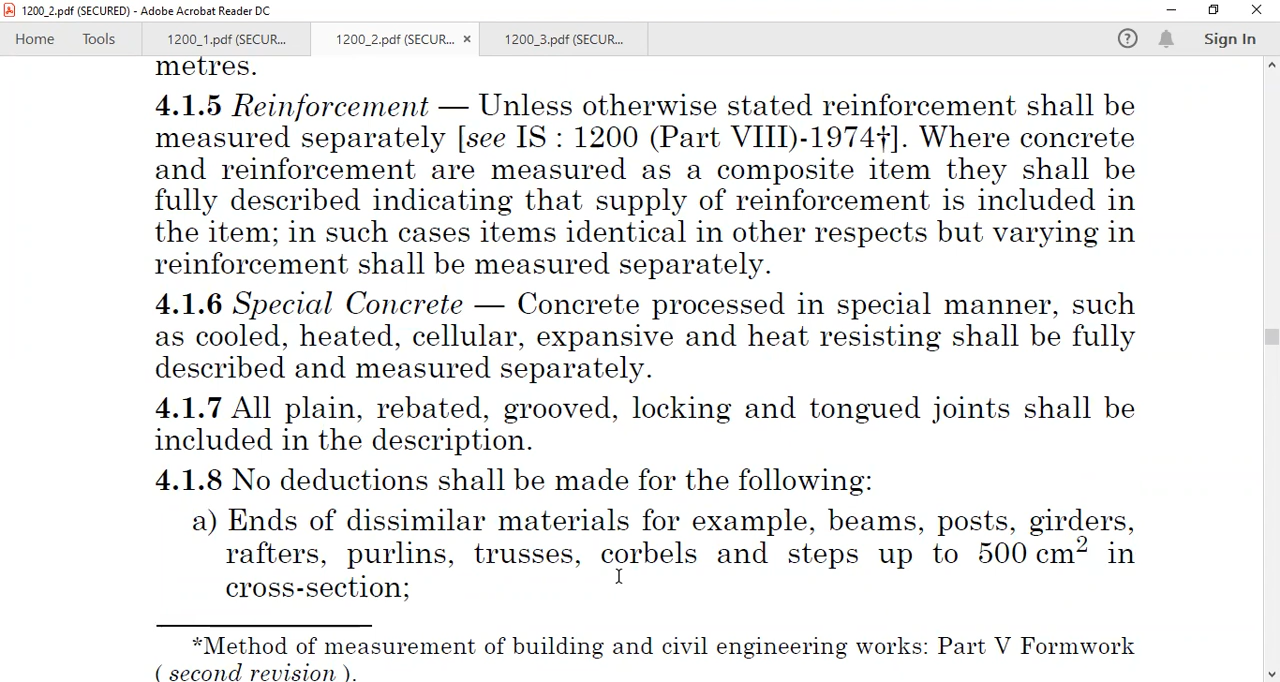 1200_2.pdf (SECURED) - Adobe Acrobat Reader DC
Home Tools 1200_1.pdf (SECUR... 1200_2.pdf (SECUR... × 1200_3.pdf (SECUR... Sign In
metres.
4.1.5 Reinforcement — Unless otherwise stated reinforcement shall be
measured separately [see IS : 1200 (Part VIII)-1974†]. Where concrete
and reinforcement are measured as a composite item they shall be
fully described indicating that supply of reinforcement is included in
the item; in such cases items identical in other respects but varying in
reinforcement shall be measured separately.
4.1.6 Special Concrete — Concrete processed in special manner, such
as cooled, heated, cellular, expansive and heat resisting shall be fully
described and measured separately.
4.1.7 All plain, rebated, grooved, locking and tongued joints shall be
included in the description.
4.1.8 No deductions shall be made for the following:
a) Ends of dissimilar materials for example, beams, posts, girders,
rafters, purlins, trusses, corbels and steps up to 500 cm² in
cross-section;
*Method of measurement of building and civil engineering works: Part V Formwork
( second revision ).